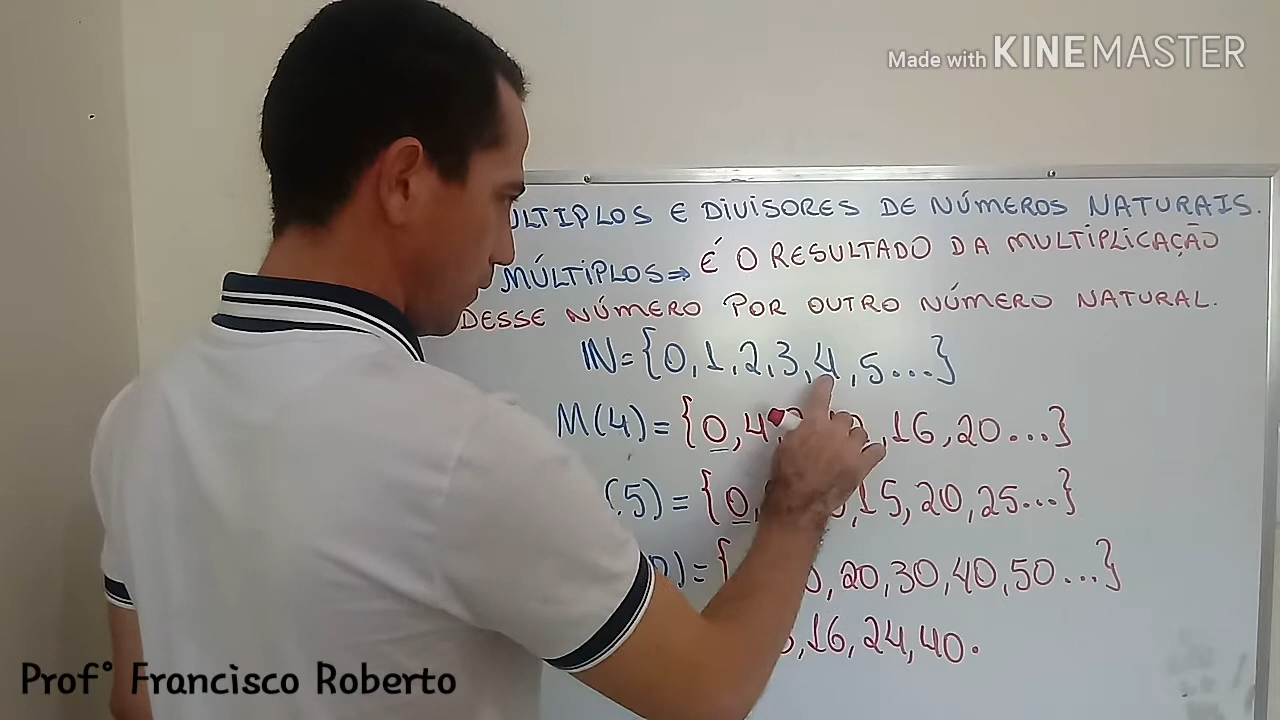 Made with KINEMASTER
ÚLTIPLOS E DIVISORES DE NÚMEROS NATURAIS.
MÚLTIPLOS⇒ É O RESULTADO DA MULTIPLICAÇÃO
DESSE NÚMERO POR OUTRO NÚMERO NATURAL.
IN={0,1,2,3,4,5...}
M(4)={0,4, ,16,20...}
(5)={0, ,15,20,25...}
)={ ,20,30,40,50...}
,16,24,40.
Prof° Francisco Roberto